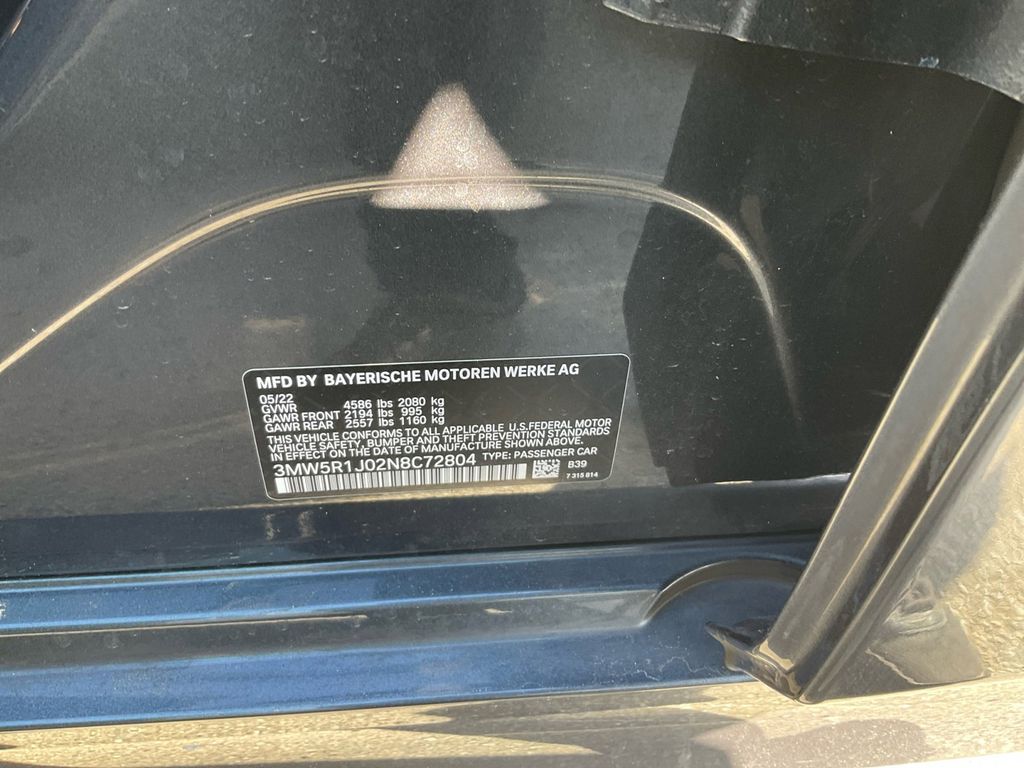 MFD BY BAYERISCHE MOTOREN WERKE AG
05/22
GVWR 4586 lbs 2080 kg
GAWR FRONT 2194 lbs 995 kg
GAWR REAR 2557 lbs 1160 kg
THIS VEHICLE CONFORMS TO ALL APPLICABLE U.S.FEDERAL MOTOR
VEHICLE SAFETY, BUMPER AND THEFT PREVENTION STANDARDS
IN EFFECT ON THE DATE OF MANUFACTURE SHOWN ABOVE.
3MW5R1J02N8C72804 TYPE: PASSENGER CAR
B39
7 315 814